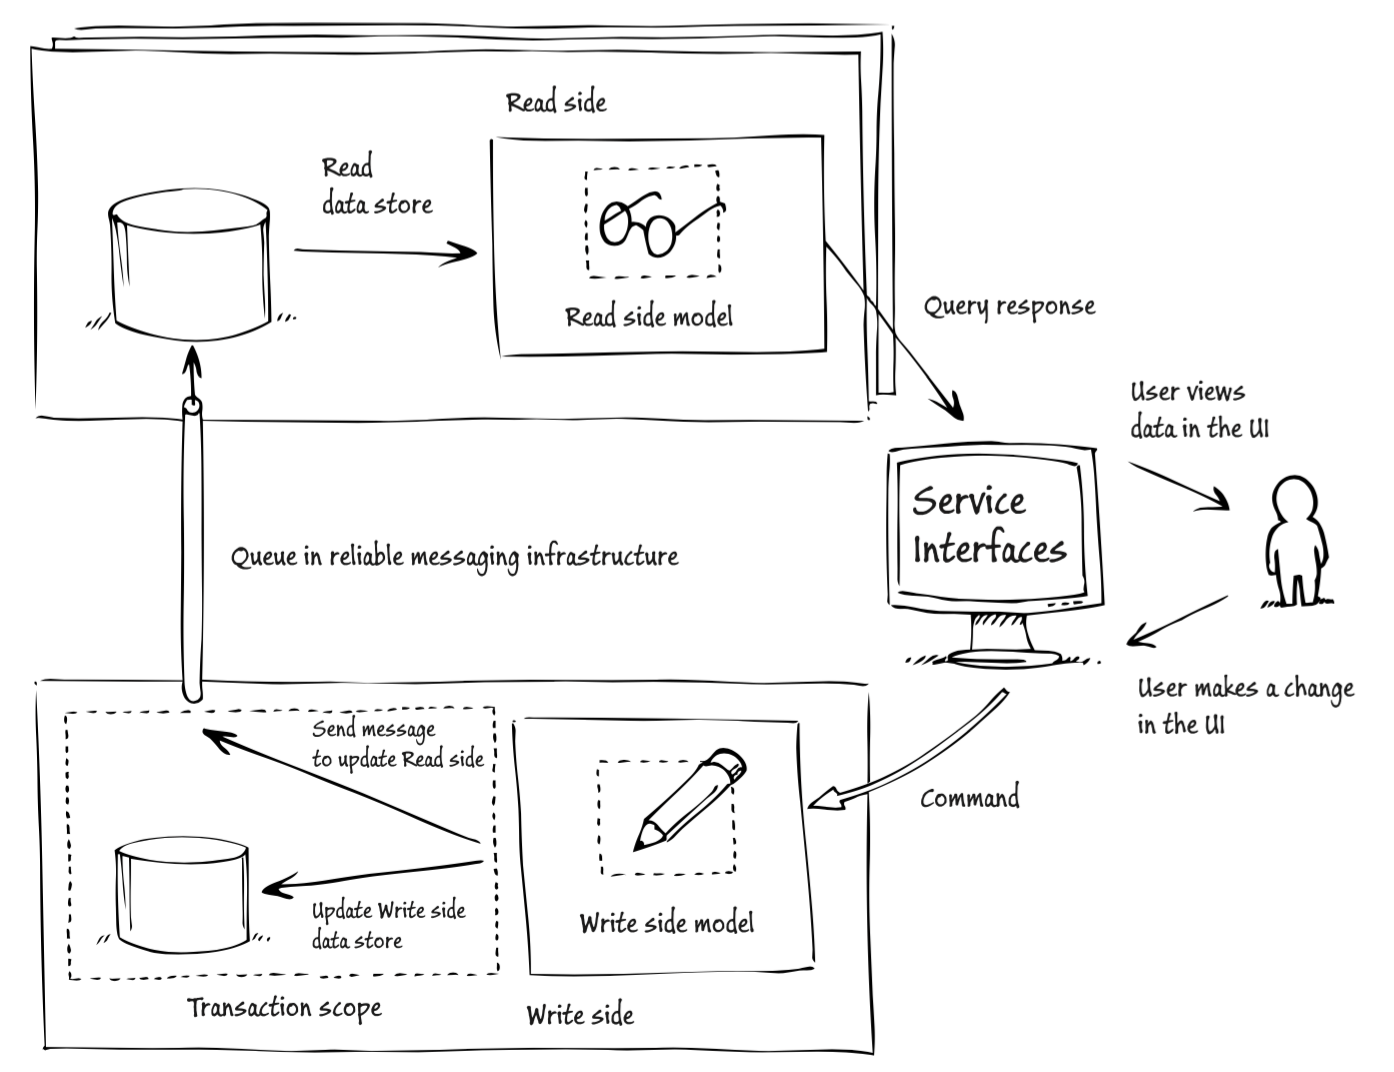 Read side
Read
data store
Read side model
Query response
User views
data in the UI
Service
Interfaces
Queue in reliable messaging infrastructure
User makes a change
in the UI
Send message
to update Read side
Command
Update Write side
data store
Write side model
Transaction scope
Write side